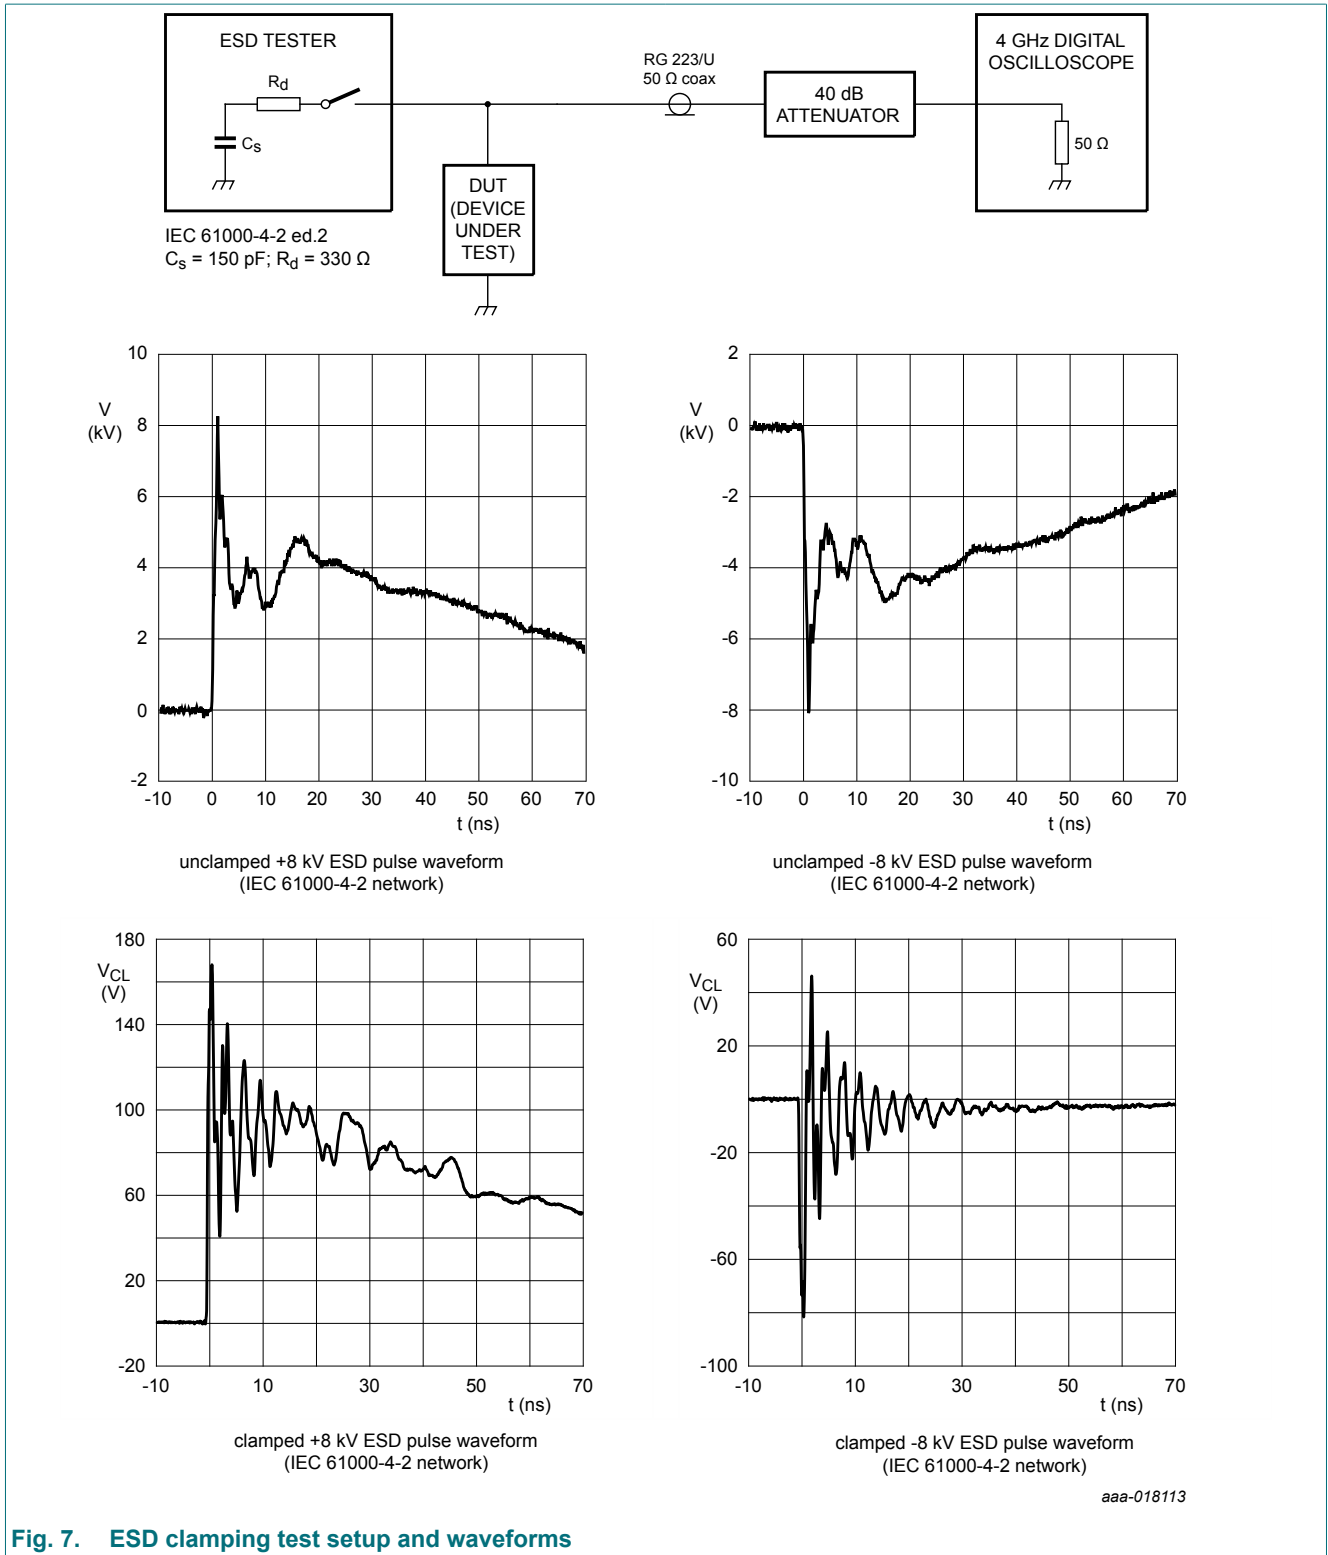 ESD TESTER
Rd
Cs
IEC 61000-4-2 ed.2
Cs = 150 pF; Rd = 330 Ω
DUT
(DEVICE
UNDER
TEST)
RG 223/U
50 Ω coax
40 dB
ATTENUATOR
4 GHz DIGITAL
OSCILLOSCOPE
50 Ω
V
(kV)
10
8
6
4
2
0
-2
-10 0 10 20 30 40 50 60 70
t (ns)
unclamped +8 kV ESD pulse waveform
(IEC 61000-4-2 network)
V
(kV)
2
0
-2
-4
-6
-8
-10
-10 0 10 20 30 40 50 60 70
t (ns)
unclamped -8 kV ESD pulse waveform
(IEC 61000-4-2 network)
VCL
(V)
180
140
100
60
20
-20
-10 10 30 50 70
t (ns)
clamped +8 kV ESD pulse waveform
(IEC 61000-4-2 network)
VCL
(V)
60
20
-20
-60
-100
-10 10 30 50 70
t (ns)
clamped -8 kV ESD pulse waveform
(IEC 61000-4-2 network)
aaa-018113
Fig. 7. ESD clamping test setup and waveforms